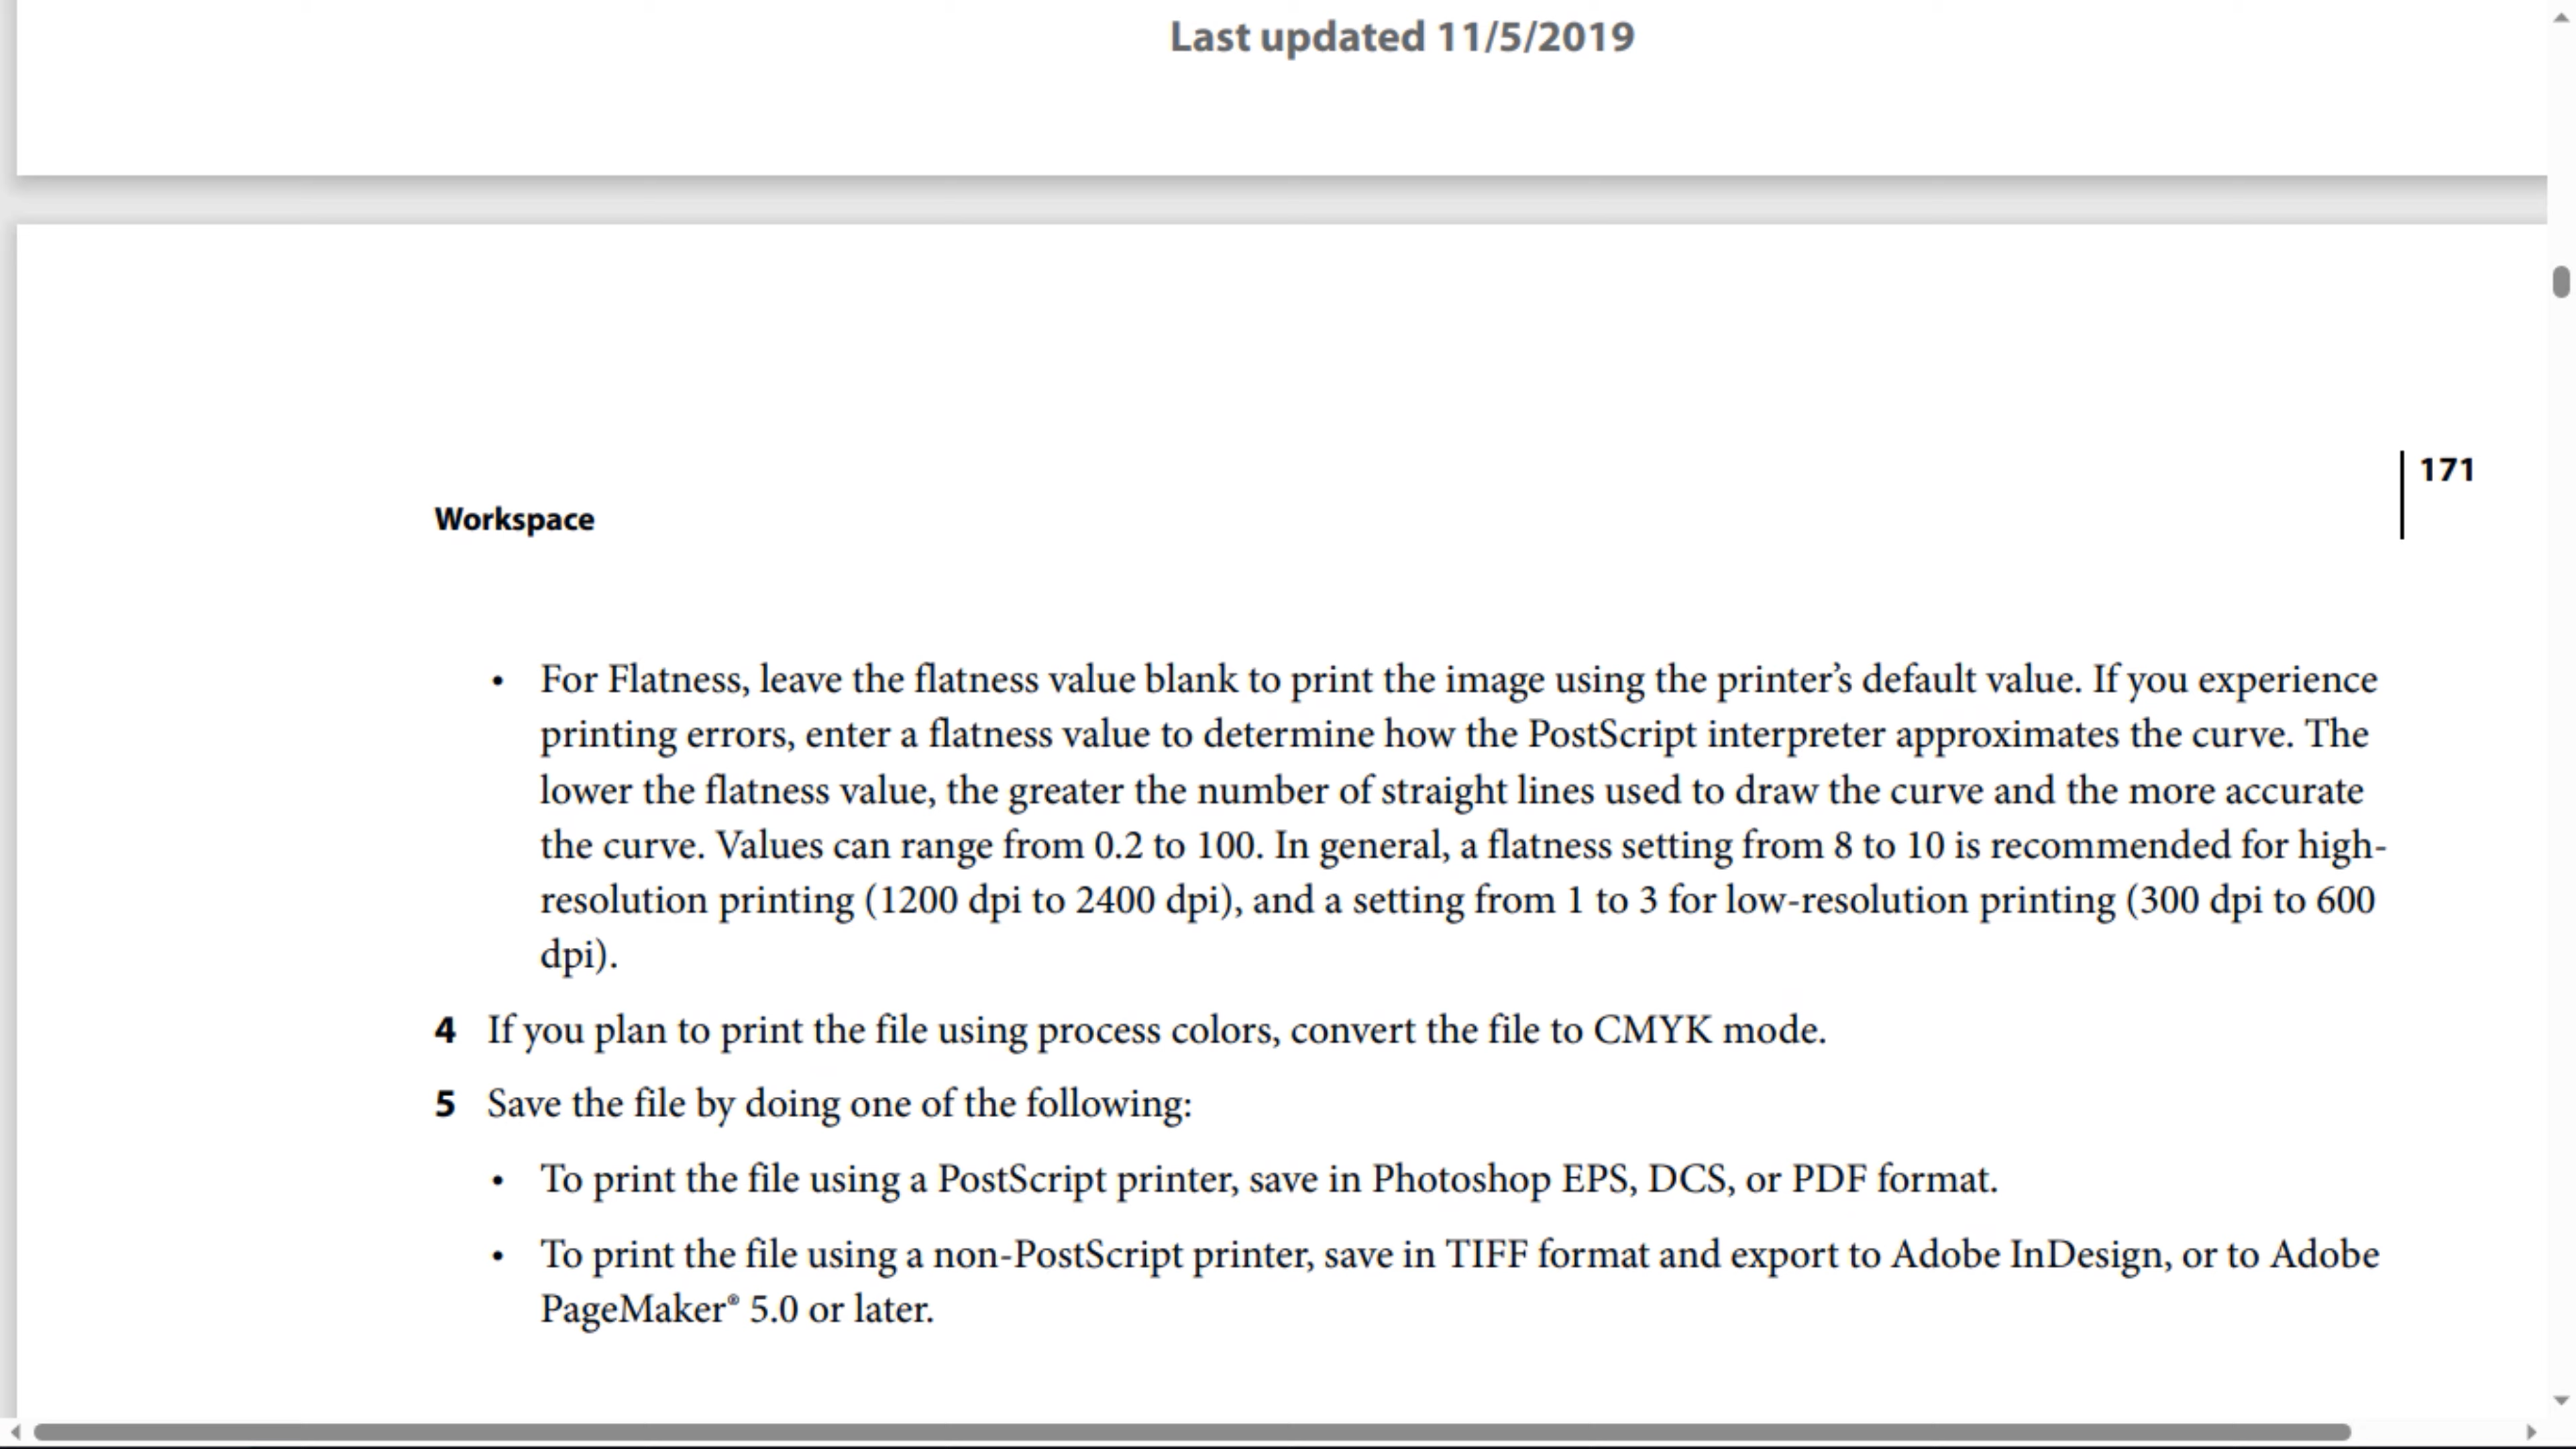 Last updated 11/5/2019
171
Workspace
• For Flatness, leave the flatness value blank to print the image using the printer’s default value. If you experience
printing errors, enter a flatness value to determine how the PostScript interpreter approximates the curve. The
lower the flatness value, the greater the number of straight lines used to draw the curve and the more accurate
the curve. Values can range from 0.2 to 100. In general, a flatness setting from 8 to 10 is recommended for high-
resolution printing (1200 dpi to 2400 dpi), and a setting from 1 to 3 for low-resolution printing (300 dpi to 600
dpi).
4 If you plan to print the file using process colors, convert the file to CMYK mode.
5 Save the file by doing one of the following:
• To print the file using a PostScript printer, save in Photoshop EPS, DCS, or PDF format.
• To print the file using a non-PostScript printer, save in TIFF format and export to Adobe InDesign, or to Adobe
PageMaker® 5.0 or later.